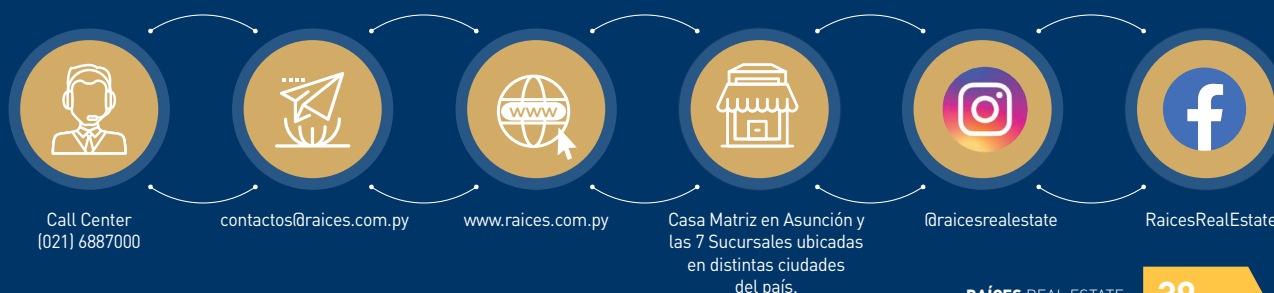 www
Call Center
(021) 6887000
contactos@raices.com.py
www.raices.com.py
Casa Matriz en Asunción y
las 7 Sucursales ubicadas
en distintas ciudades
del país.
@raicesrealestate
RaicesRealEstate
RAÍCES REAL ESTATE